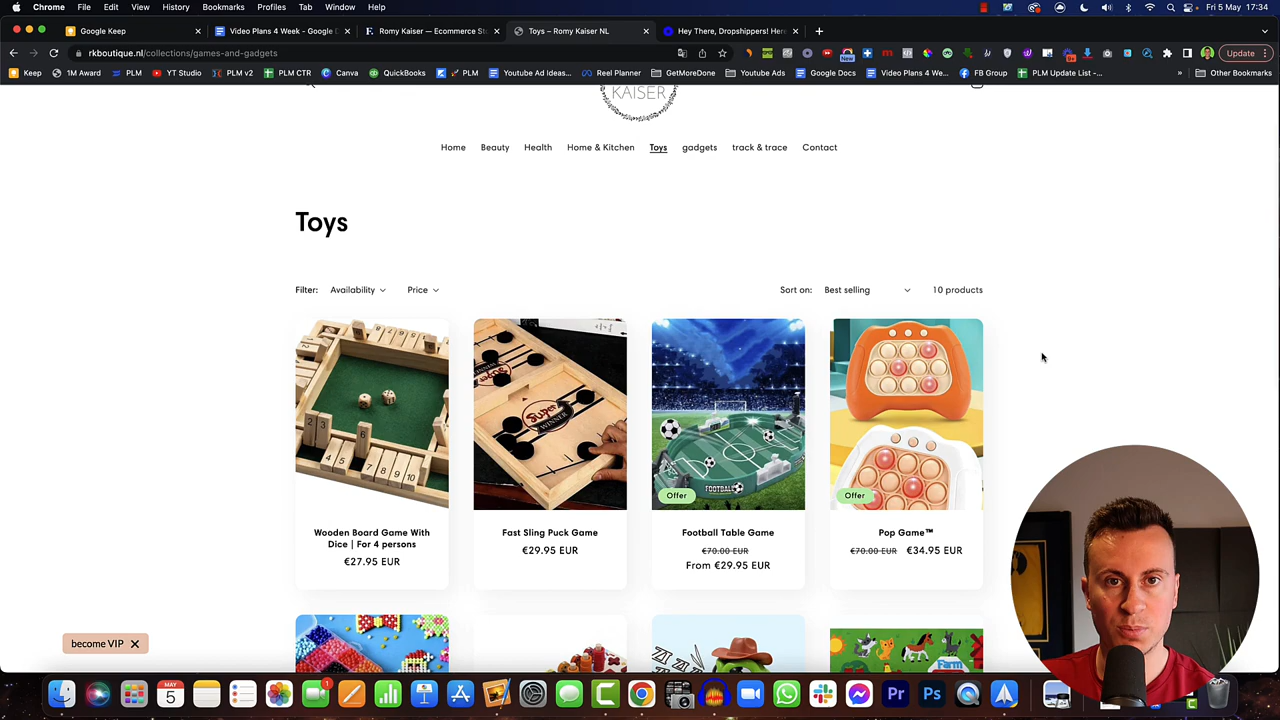 Chrome File Edit View History Bookmarks Profiles Tab Window Help Fri 5 May 17:34
Google Keep Video Plans 4 Week - Google D Romy Kaiser — Ecommerce St Toys – Romy Kaiser NL Hey There, Dropshippers! Here
rkboutique.nl/collections/games-and-gadgets Update
Keep 1M Award PLM YT Studio PLM v2 PLM CTR Canva QuickBooks PLM Youtube Ad Ideas... Reel Planner GetMoreDone Youtube Ads Google Docs Video Plans 4 We... FB Group PLM Update List -... » Other Bookmarks
KAISER
Home Beauty Health Home & Kitchen Toys gadgets track & trace Contact
Toys
Filter: Availability Price Sort on: Best selling 10 products
Super
WINNER
FOOTBALL
Offer Offer
Wooden Board Game With Fast Sling Puck Game Football Table Game Pop Game™
Dice | For 4 persons €29.95 EUR €70.00 EUR €70.00 EUR €34.95 EUR
€27.95 EUR From €29.95 EUR
Farm
become VIP